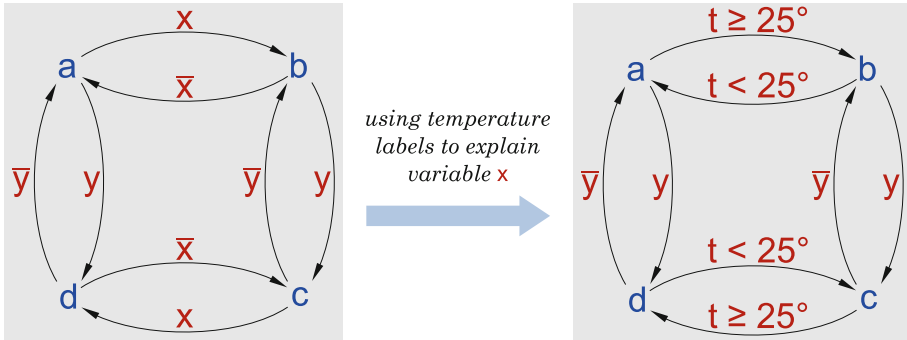 x
a
b
x̅
y̅
y
y̅
y
x̅
d
c
x
using temperature
labels to explain
variable x
t ≥ 25°
a
b
t < 25°
y̅
y
y̅
y
t < 25°
d
c
t ≥ 25°